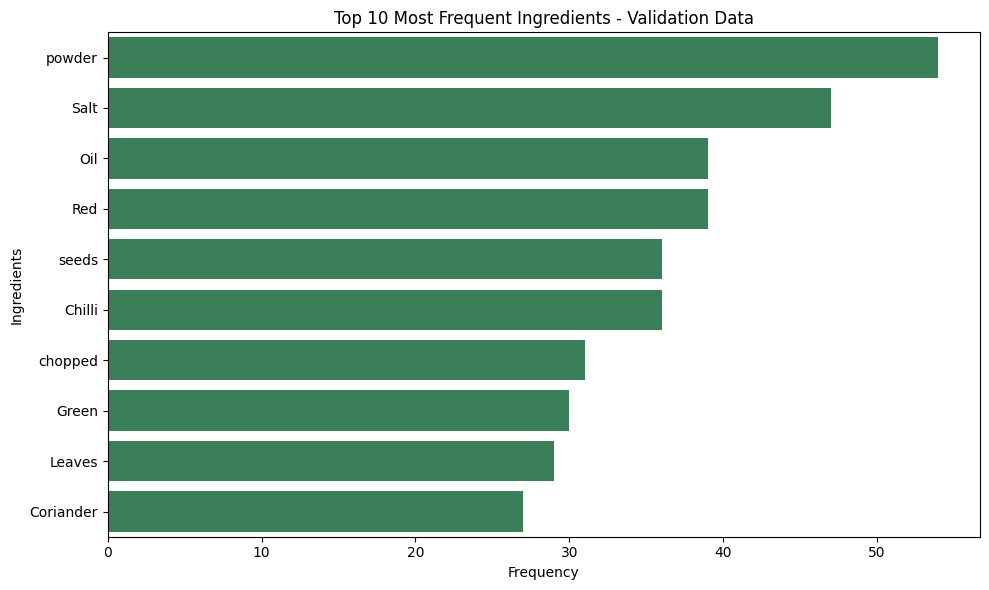 Top 10 Most Frequent Ingredients - Validation Data
Ingredients
powder
Salt
Oil
Red
seeds
Chilli
chopped
Green
Leaves
Coriander
0 10 20 30 40 50
Frequency